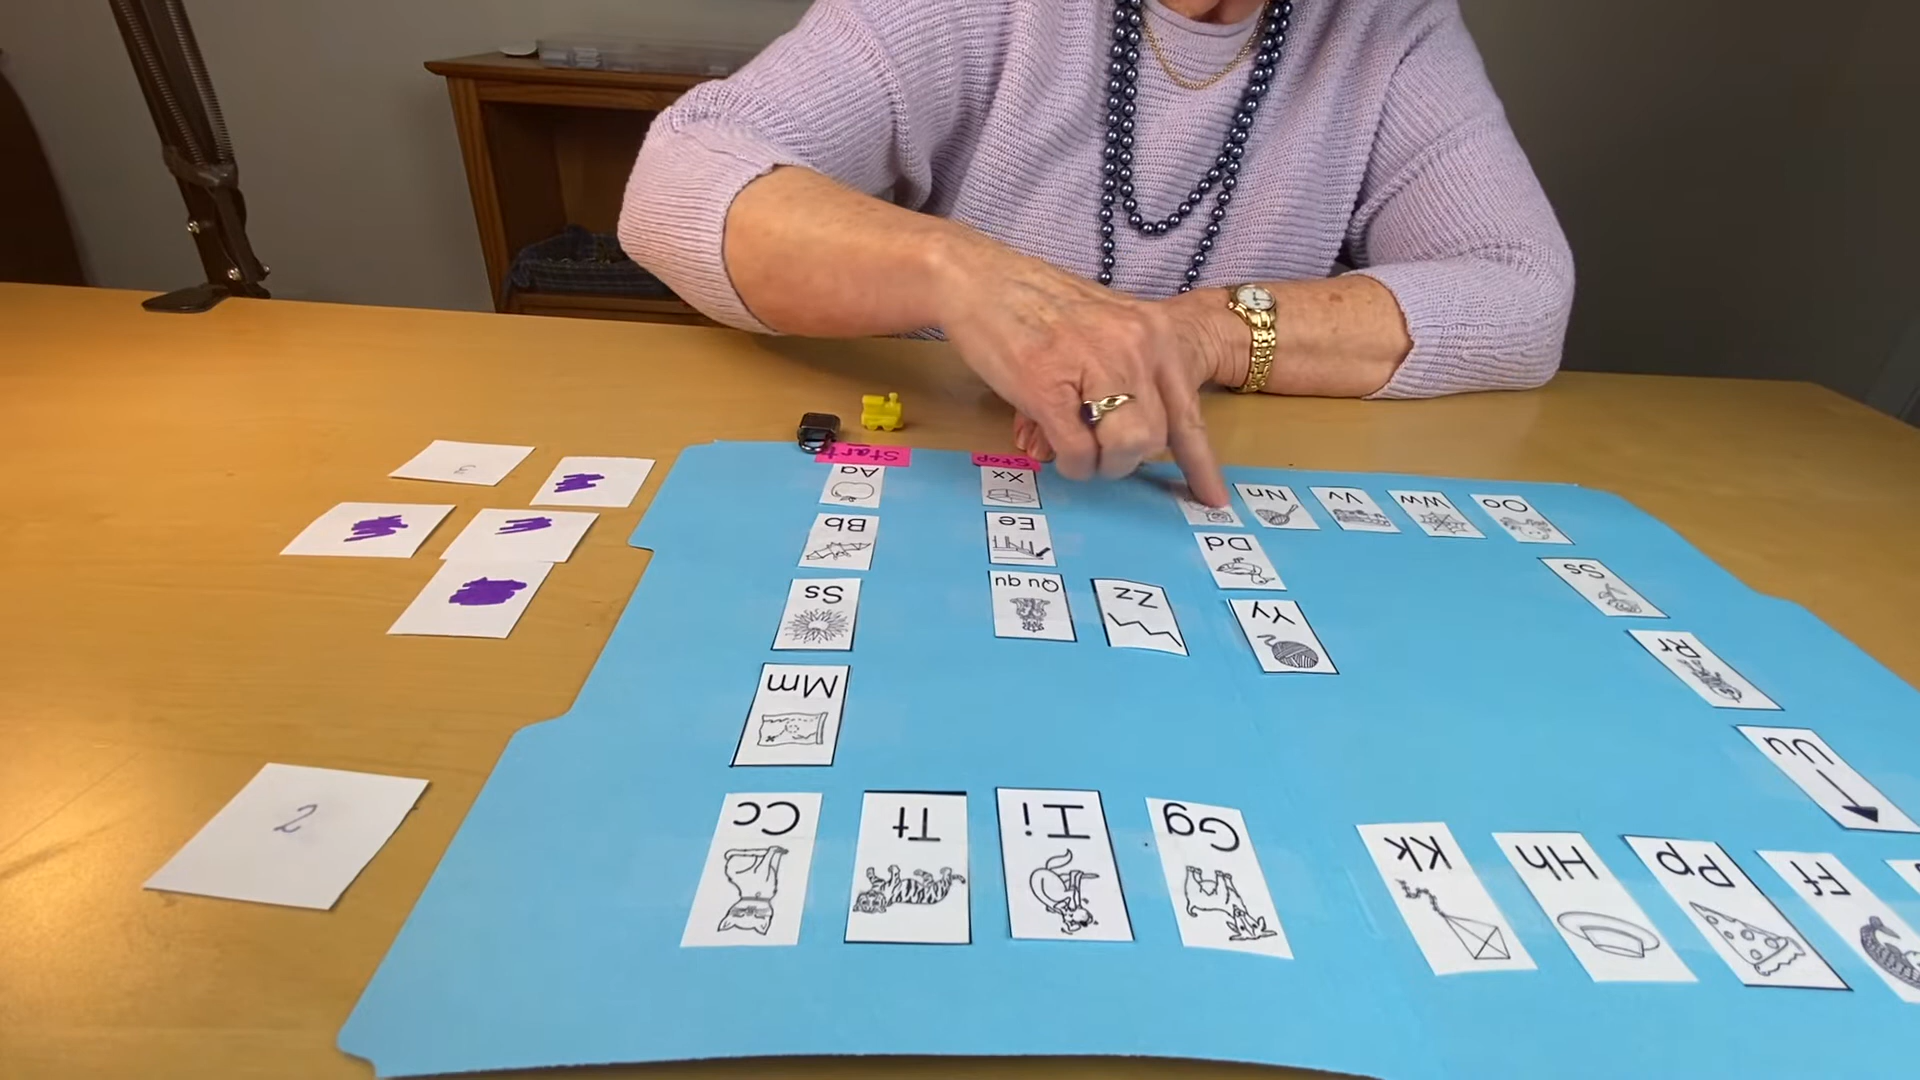 Start
Stop
Aa
Bb
Ss
Mm
Cc
Tt
Ii
Gg
Kk
Hh
Pp
Ff
Uu
Rr
Ss
Oo
Ww
Vv
Nn
Dd
Yy
Zz
Qu qu
Ee
Xx
3
2